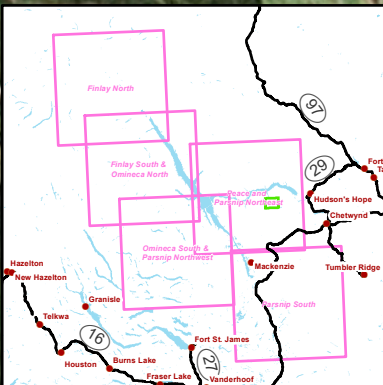 Finlay North
97
Finlay South &
Omineca North
29
Fort
Ta
Peace and
Parsnip Northeast
Hudson's Hope
Chetwynd
Omineca South &
Parsnip Northwest
Hazelton
New Hazelton
Mackenzie
Tumbler Ridge
Granisle
Parsnip South
Telkwa
16
Fort St. James
Houston
Burns Lake
27
Fraser Lake
Vanderhoof